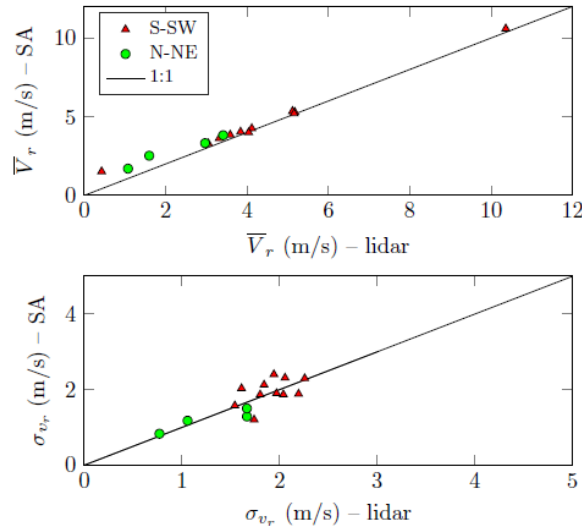 S-SW
N-NE
1:1
10
5
0
V̅r (m/s) – SA
0 2 4 6 8 10 12
V̅r (m/s) – lidar
4
2
0
σvr (m/s) – SA
0 1 2 3 4 5
σvr (m/s) – lidar